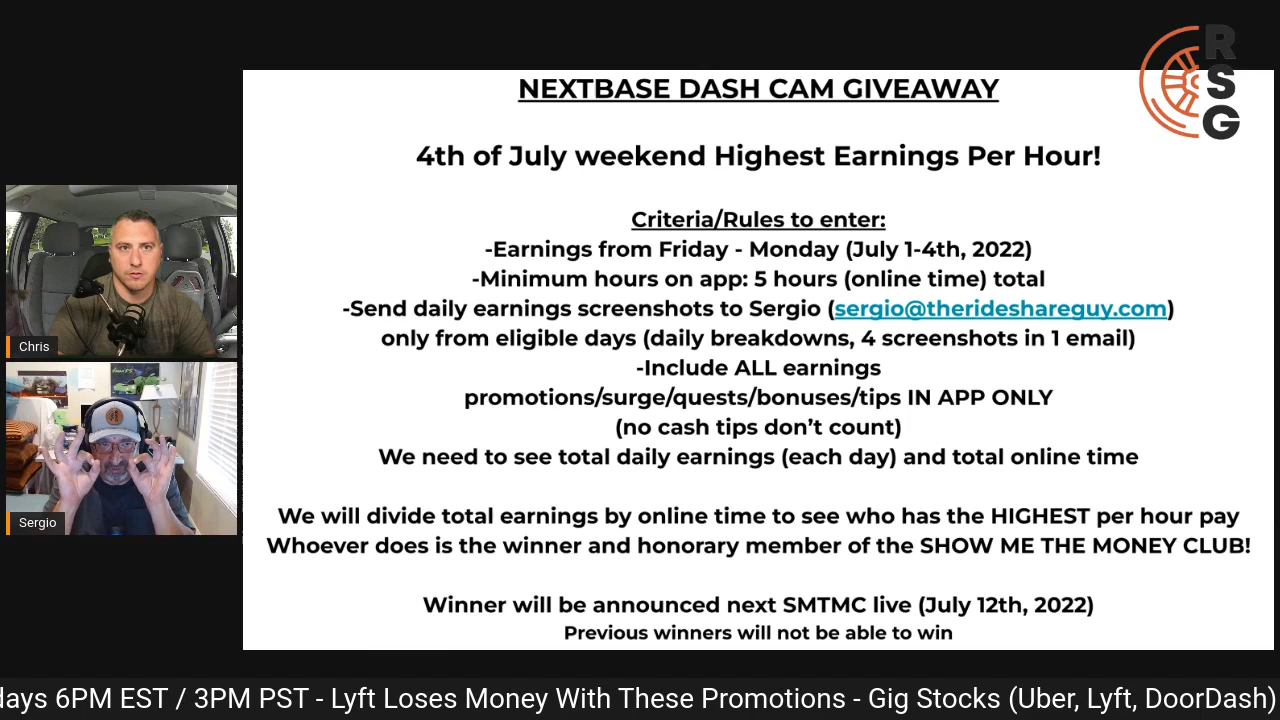 RSG
NEXTBASE DASH CAM GIVEAWAY
4th of July weekend Highest Earnings Per Hour!
Criteria/Rules to enter:
-Earnings from Friday - Monday (July 1-4th, 2022)
-Minimum hours on app: 5 hours (online time) total
-Send daily earnings screenshots to Sergio (sergio@therideshareguy.com)
only from eligible days (daily breakdowns, 4 screenshots in 1 email)
-Include ALL earnings
promotions/surge/quests/bonuses/tips IN APP ONLY
(no cash tips don’t count)
We need to see total daily earnings (each day) and total online time
We will divide total earnings by online time to see who has the HIGHEST per hour pay
Whoever does is the winner and honorary member of the SHOW ME THE MONEY CLUB!
Winner will be announced next SMTMC live (July 12th, 2022)
Previous winners will not be able to win
Chris
Sergio
days 6PM EST / 3PM PST - Lyft Loses Money With These Promotions - Gig Stocks (Uber, Lyft, DoorDash)